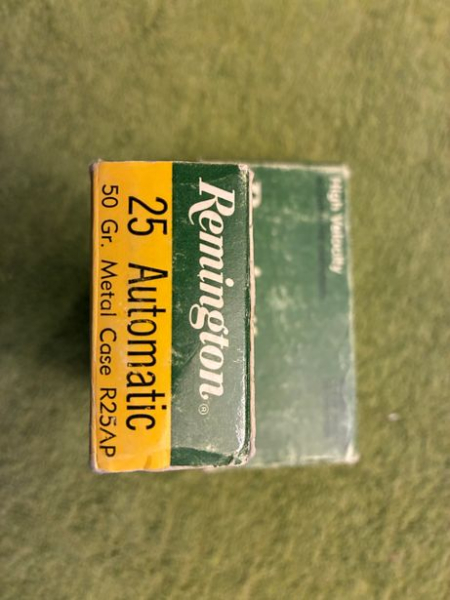 Remington®
25 Automatic
50 Gr. Metal Case R25AP
High Velocity